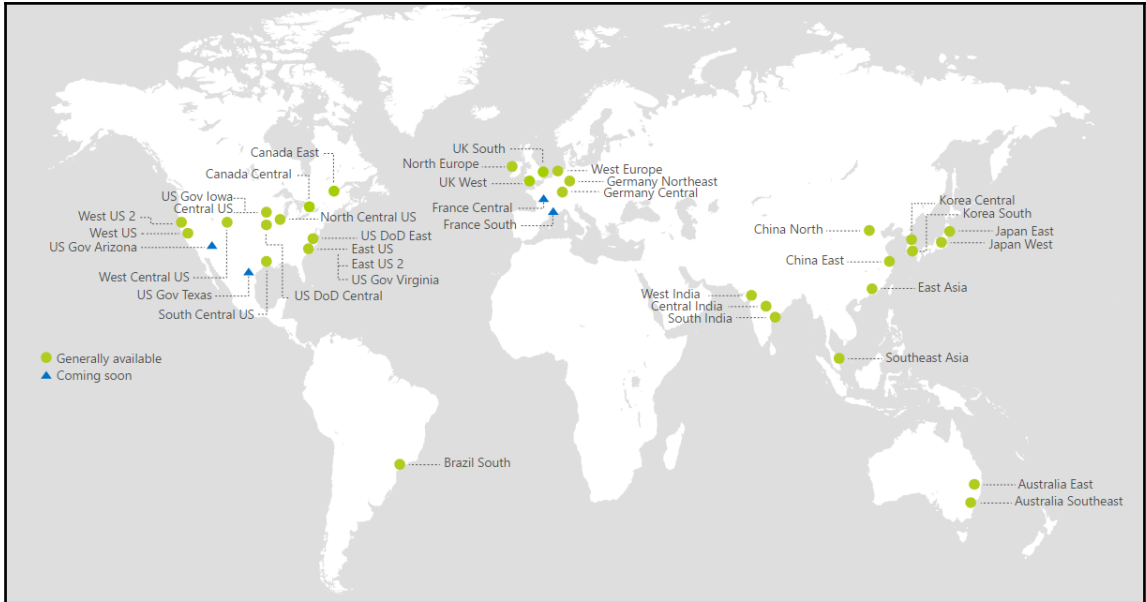 Canada East
Canada Central
US Gov Iowa
Central US
West US 2
West US
US Gov Arizona
West Central US
US Gov Texas
South Central US
North Central US
US DoD East
East US
East US 2
US Gov Virginia
US DoD Central
UK South
North Europe
UK West
West Europe
Germany Northeast
Germany Central
France Central
France South
Korea Central
Korea South
China North
Japan East
Japan West
China East
East Asia
West India
Central India
South India
Southeast Asia
Generally available
Coming soon
Brazil South
Australia East
Australia Southeast